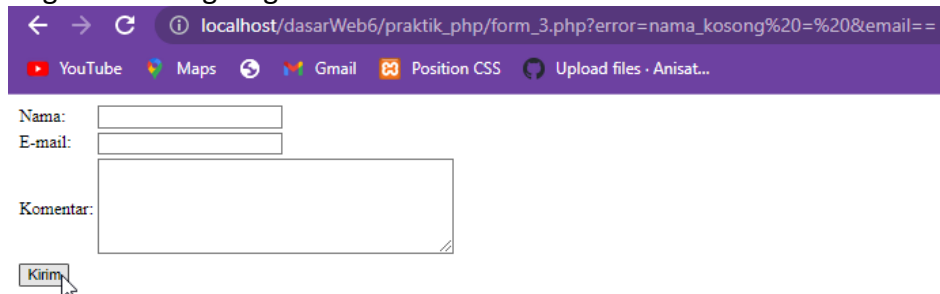 localhost/dasarWeb6/praktik_php/form_3.php?error=nama_kosong%20=%20&email==
YouTube Maps Gmail Position CSS Upload files · Anisat...
Nama:
E-mail:
Komentar:
Kirim